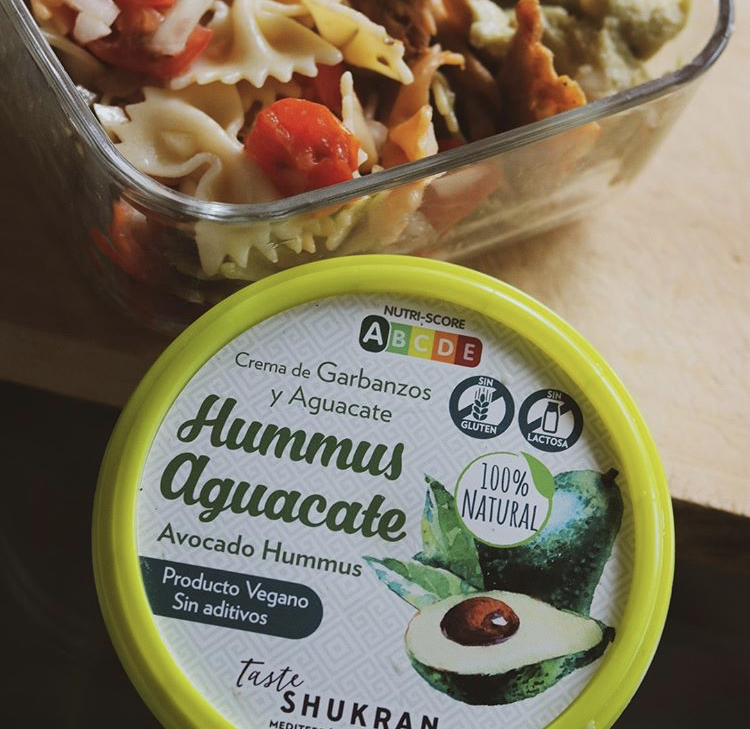 NUTRI-SCORE
A B C D E
Crema de Garbanzos
y Aguacate
SIN
GLUTEN
SIN
LACTOSA
Hummus
Aguacate
100%
NATURAL
Avocado Hummus
Producto Vegano
Sin aditivos
Taste
SHUKRAN